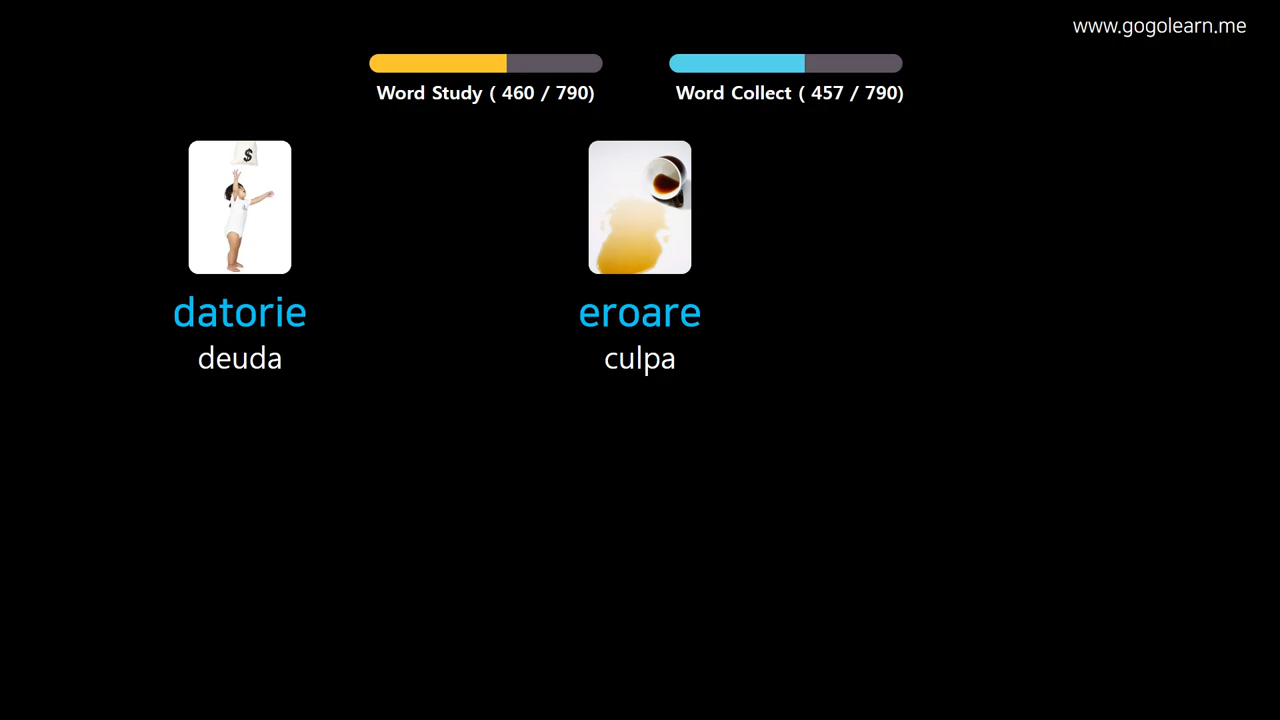 www.gogolearn.me
Word Study ( 460 / 790)
Word Collect ( 457 / 790)
$
datorie
deuda
eroare
culpa